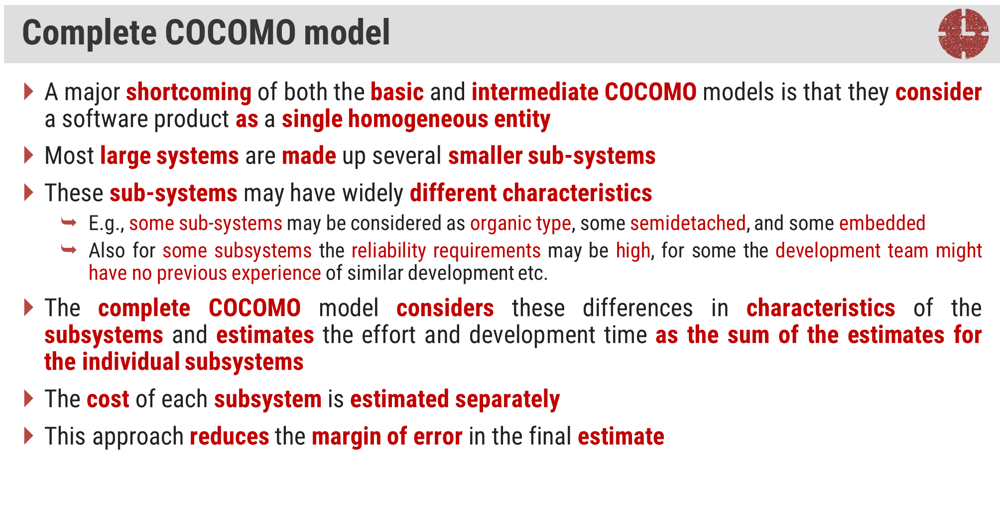 Complete COCOMO model
A major shortcoming of both the basic and intermediate COCOMO models is that they consider
a software product as a single homogeneous entity
Most large systems are made up several smaller sub-systems
These sub-systems may have widely different characteristics
E.g., some sub-systems may be considered as organic type, some semidetached, and some embedded
Also for some subsystems the reliability requirements may be high, for some the development team might
have no previous experience of similar development etc.
The complete COCOMO model considers these differences in characteristics of the
subsystems and estimates the effort and development time as the sum of the estimates for
the individual subsystems
The cost of each subsystem is estimated separately
This approach reduces the margin of error in the final estimate